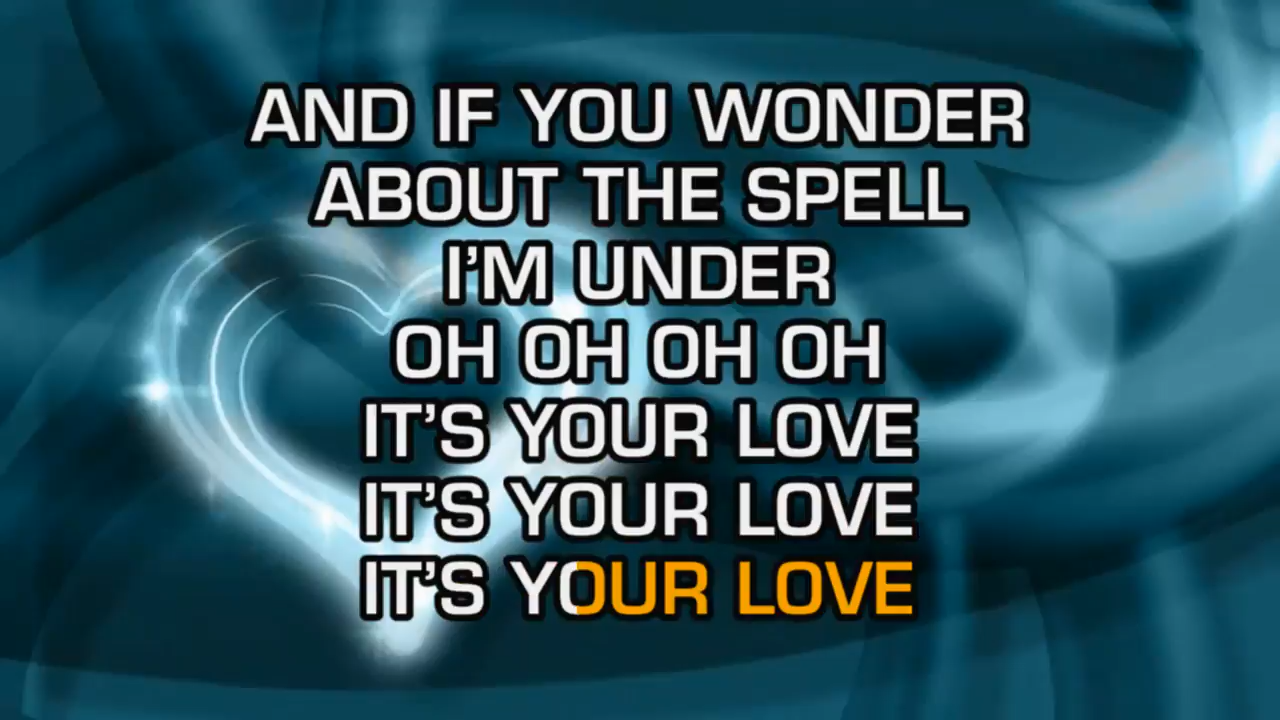 AND IF YOU WONDER
ABOUT THE SPELL
I'M UNDER
OH OH OH OH
IT'S YOUR LOVE
IT'S YOUR LOVE
IT'S YOUR LOVE